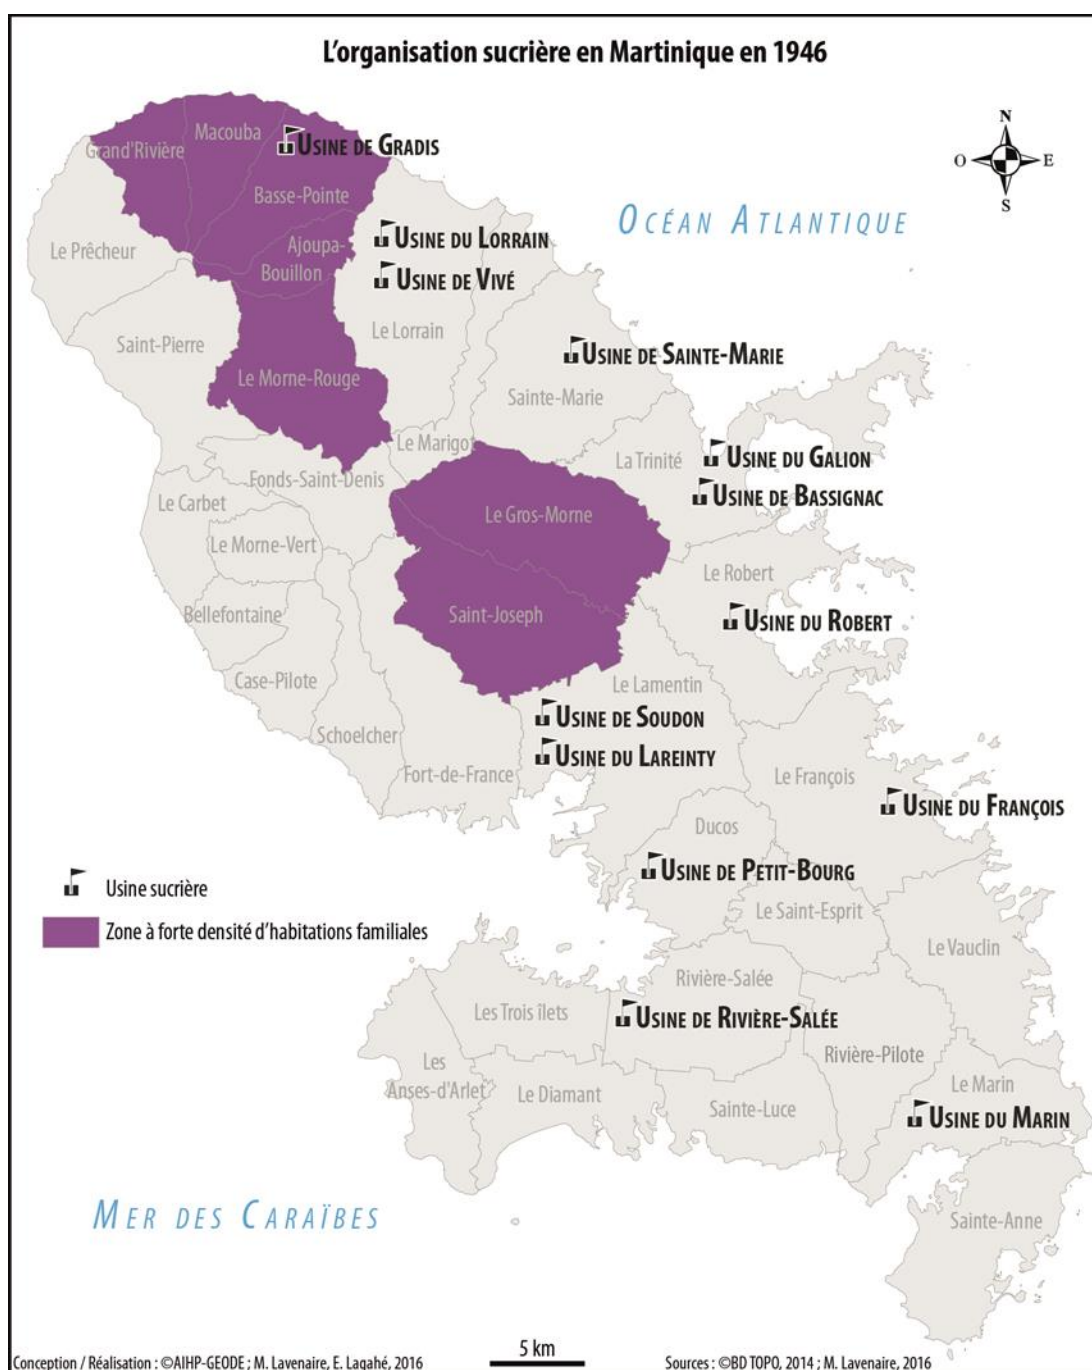 L'organisation sucrière en Martinique en 1946
N
O
E
S
OCÉAN ATLANTIQUE
Macouba
Grand'Rivière
USINE DE GRADIS
Basse-Pointe
Le Prêcheur
Ajoupa-
Bouillon
USINE DU LORRAIN
USINE DE VIVÉ
Saint-Pierre
Le Lorrain
USINE DE SAINTE-MARIE
Le Morne-Rouge
Sainte-Marie
Le Marigot
La Trinité
USINE DU GALION
Fonds-Saint-Denis
USINE DE BASSIGNAC
Le Carbet
Le Gros-Morne
Le Morne-Vert
Le Robert
Bellefontaine
Saint-Joseph
USINE DU ROBERT
Case-Pilote
Le Lamentin
Schoelcher
USINE DE SOUDON
USINE DU LAREINTY
Fort-de-France
Le François
USINE DU FRANÇOIS
Ducos
USINE DE PETIT-BOURG
Usine sucrière
Le Saint-Esprit
Zone à forte densité d'habitations familiales
Le Vauclin
Rivière-Salée
Les Trois îlets
USINE DE RIVIÈRE-SALÉE
Rivière-Pilote
Les
Anses-d'Arlet
Le Diamant
Sainte-Luce
Le Marin
USINE DU MARIN
MER DES CARAÏBES
Sainte-Anne
5 km
Conception / Réalisation : ©AIHP-GEODE ; M. Lavenaire, E. Lagahé, 2016
Sources : ©BD TOPO, 2014 ; M. Lavenaire, 2016